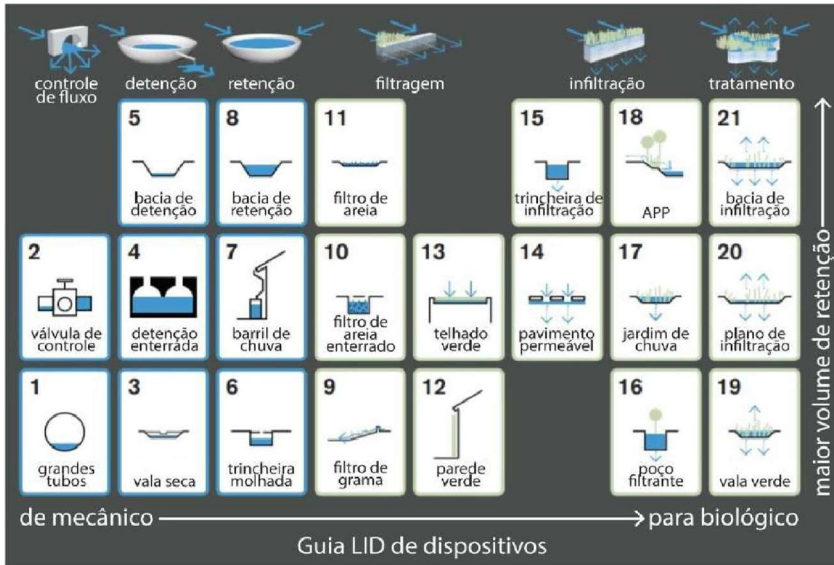 controle
de fluxo
detenção
retenção
filtragem
infiltração
tratamento
5
bacia de
detenção
8
bacia de
retenção
11
filtro de
areia
15
trincheira de
infiltração
18
APP
21
bacia de
infiltração
2
válvula de
controle
4
detenção
enterrada
7
barril de
chuva
10
filtro de
areia
enterrado
13
telhado
verde
14
pavimento
permeável
17
jardim de
chuva
20
plano de
infiltração
1
grandes
tubos
3
vala seca
6
trincheira
molhada
9
filtro de
grama
12
parede
verde
16
poço
filtrante
19
vala verde
maior volume de retenção
de mecânico
para biológico
Guia LID de dispositivos